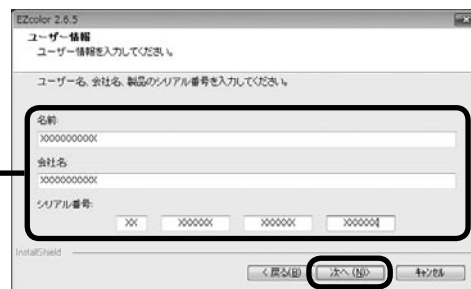 EZcolor 2.6.5
ユーザー情報
ユーザー情報を入力してください。
ユーザー名、会社名、製品のシリアル番号を入力してください。
名前:
XXXXXXXXXX
会社名:
XXXXXXXXXX
シリアル番号:
XX XXXXXX XXXXXX XXXXXX
InstallShield
< 戻る(B) 次へ (N)> キャンセル